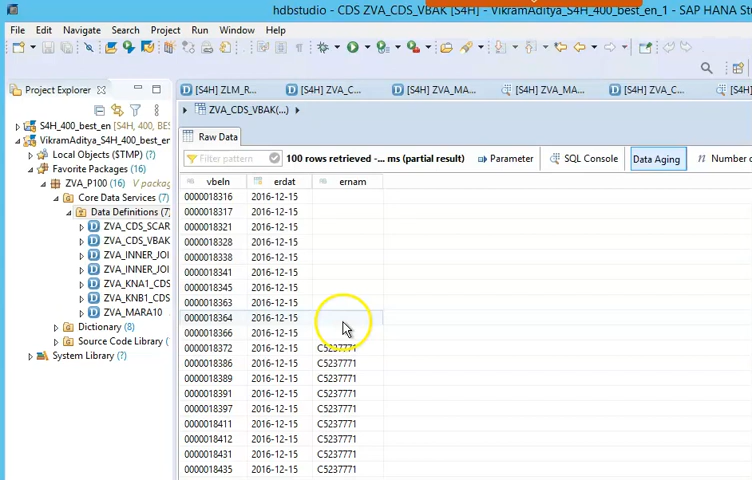 hdbstudio - CDS ZVA_CDS_VBAK [S4H] - VikramAditya_S4H_400_best_en_1 - SAP HANA Stu
File Edit Navigate Search Project Run Window Help
Project Explorer
[S4H] ZLM_R...
[S4H] ZVA_C...
[S4H] ZVA_MA...
[S4H] ZVA_MA...
[S4H] ZVA_C...
[S4H]
ZVA_CDS_VBAK(...)
Raw Data
Filter pattern
100 rows retrieved -... ms (partial result)
Parameter
SQL Console
Data Aging
Number o
S4H_400_best_en [S4H, 400, BES
VikramAditya_S4H_400_best_en
Local Objects ($TMP) (?)
Favorite Packages (16)
ZVA_P100 (16) V packag
Core Data Services (7)
Data Definitions (7)
ZVA_CDS_SCAR
ZVA_CDS_VBAK
ZVA_INNER_JOI
ZVA_INNER_JOI
ZVA_KNA1_CDS
ZVA_KNB1_CDS
ZVA_MARA10
Dictionary (8)
Source Code Library (1)
System Library (?)
vbeln erdat ernam
0000018316 2016-12-15
0000018317 2016-12-15
0000018321 2016-12-15
0000018328 2016-12-15
0000018338 2016-12-15
0000018341 2016-12-15
0000018345 2016-12-15
0000018363 2016-12-15
0000018364 2016-12-15
0000018366 2016-12-15
0000018372 2016-12-15 C5237771
0000018386 2016-12-15 C5237771
0000018389 2016-12-15 C5237771
0000018391 2016-12-15 C5237771
0000018397 2016-12-15 C5237771
0000018411 2016-12-15 C5237771
0000018412 2016-12-15 C5237771
0000018431 2016-12-15 C5237771
0000018435 2016-12-15 C5237771